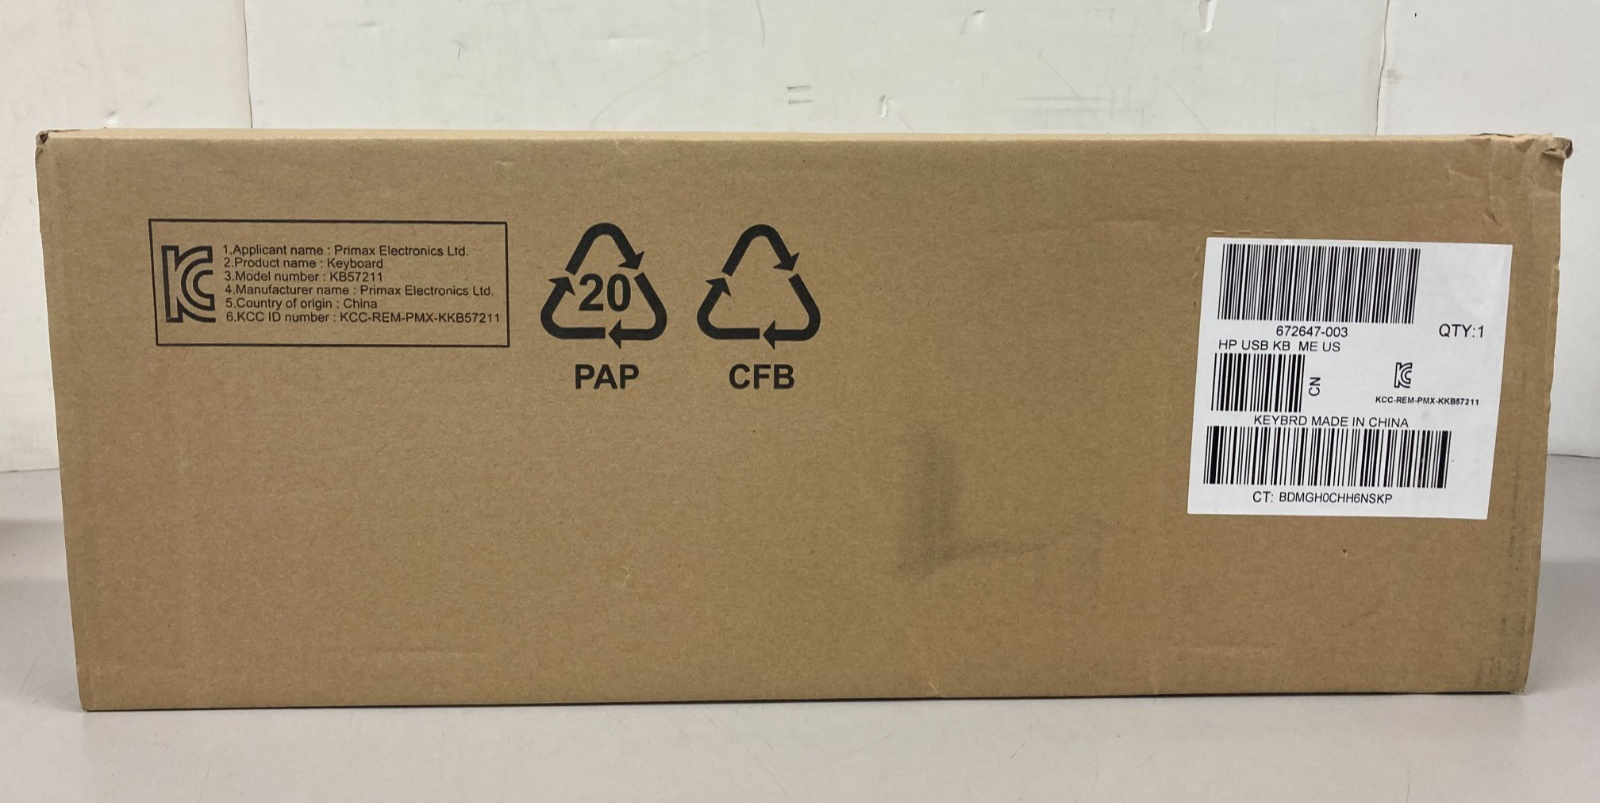 1.Applicant name : Primax Electronics Ltd.
2.Product name : Keyboard
3.Model number : KB57211
4.Manufacturer name : Primax Electronics Ltd.
5.Country of origin : China
6.KCC ID number : KCC-REM-PMX-KKB57211
20
PAP
CFB
672647-003
QTY:1
HP USB KB ME US
CN
KCC-REM-PMX-KKB57211
KEYBRD MADE IN CHINA
CT: BDMGH0CHH6NSKP